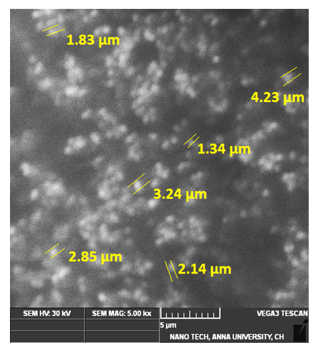 1.83 µm
4.23 µm
1.34 µm
3.24 µm
2.85 µm
2.14 µm
SEM HV: 30 kV SEM MAG: 5.00 kx VEGA3 TESCAN
5 µm
NANO TECH, ANNA UNIVERSITY, CH